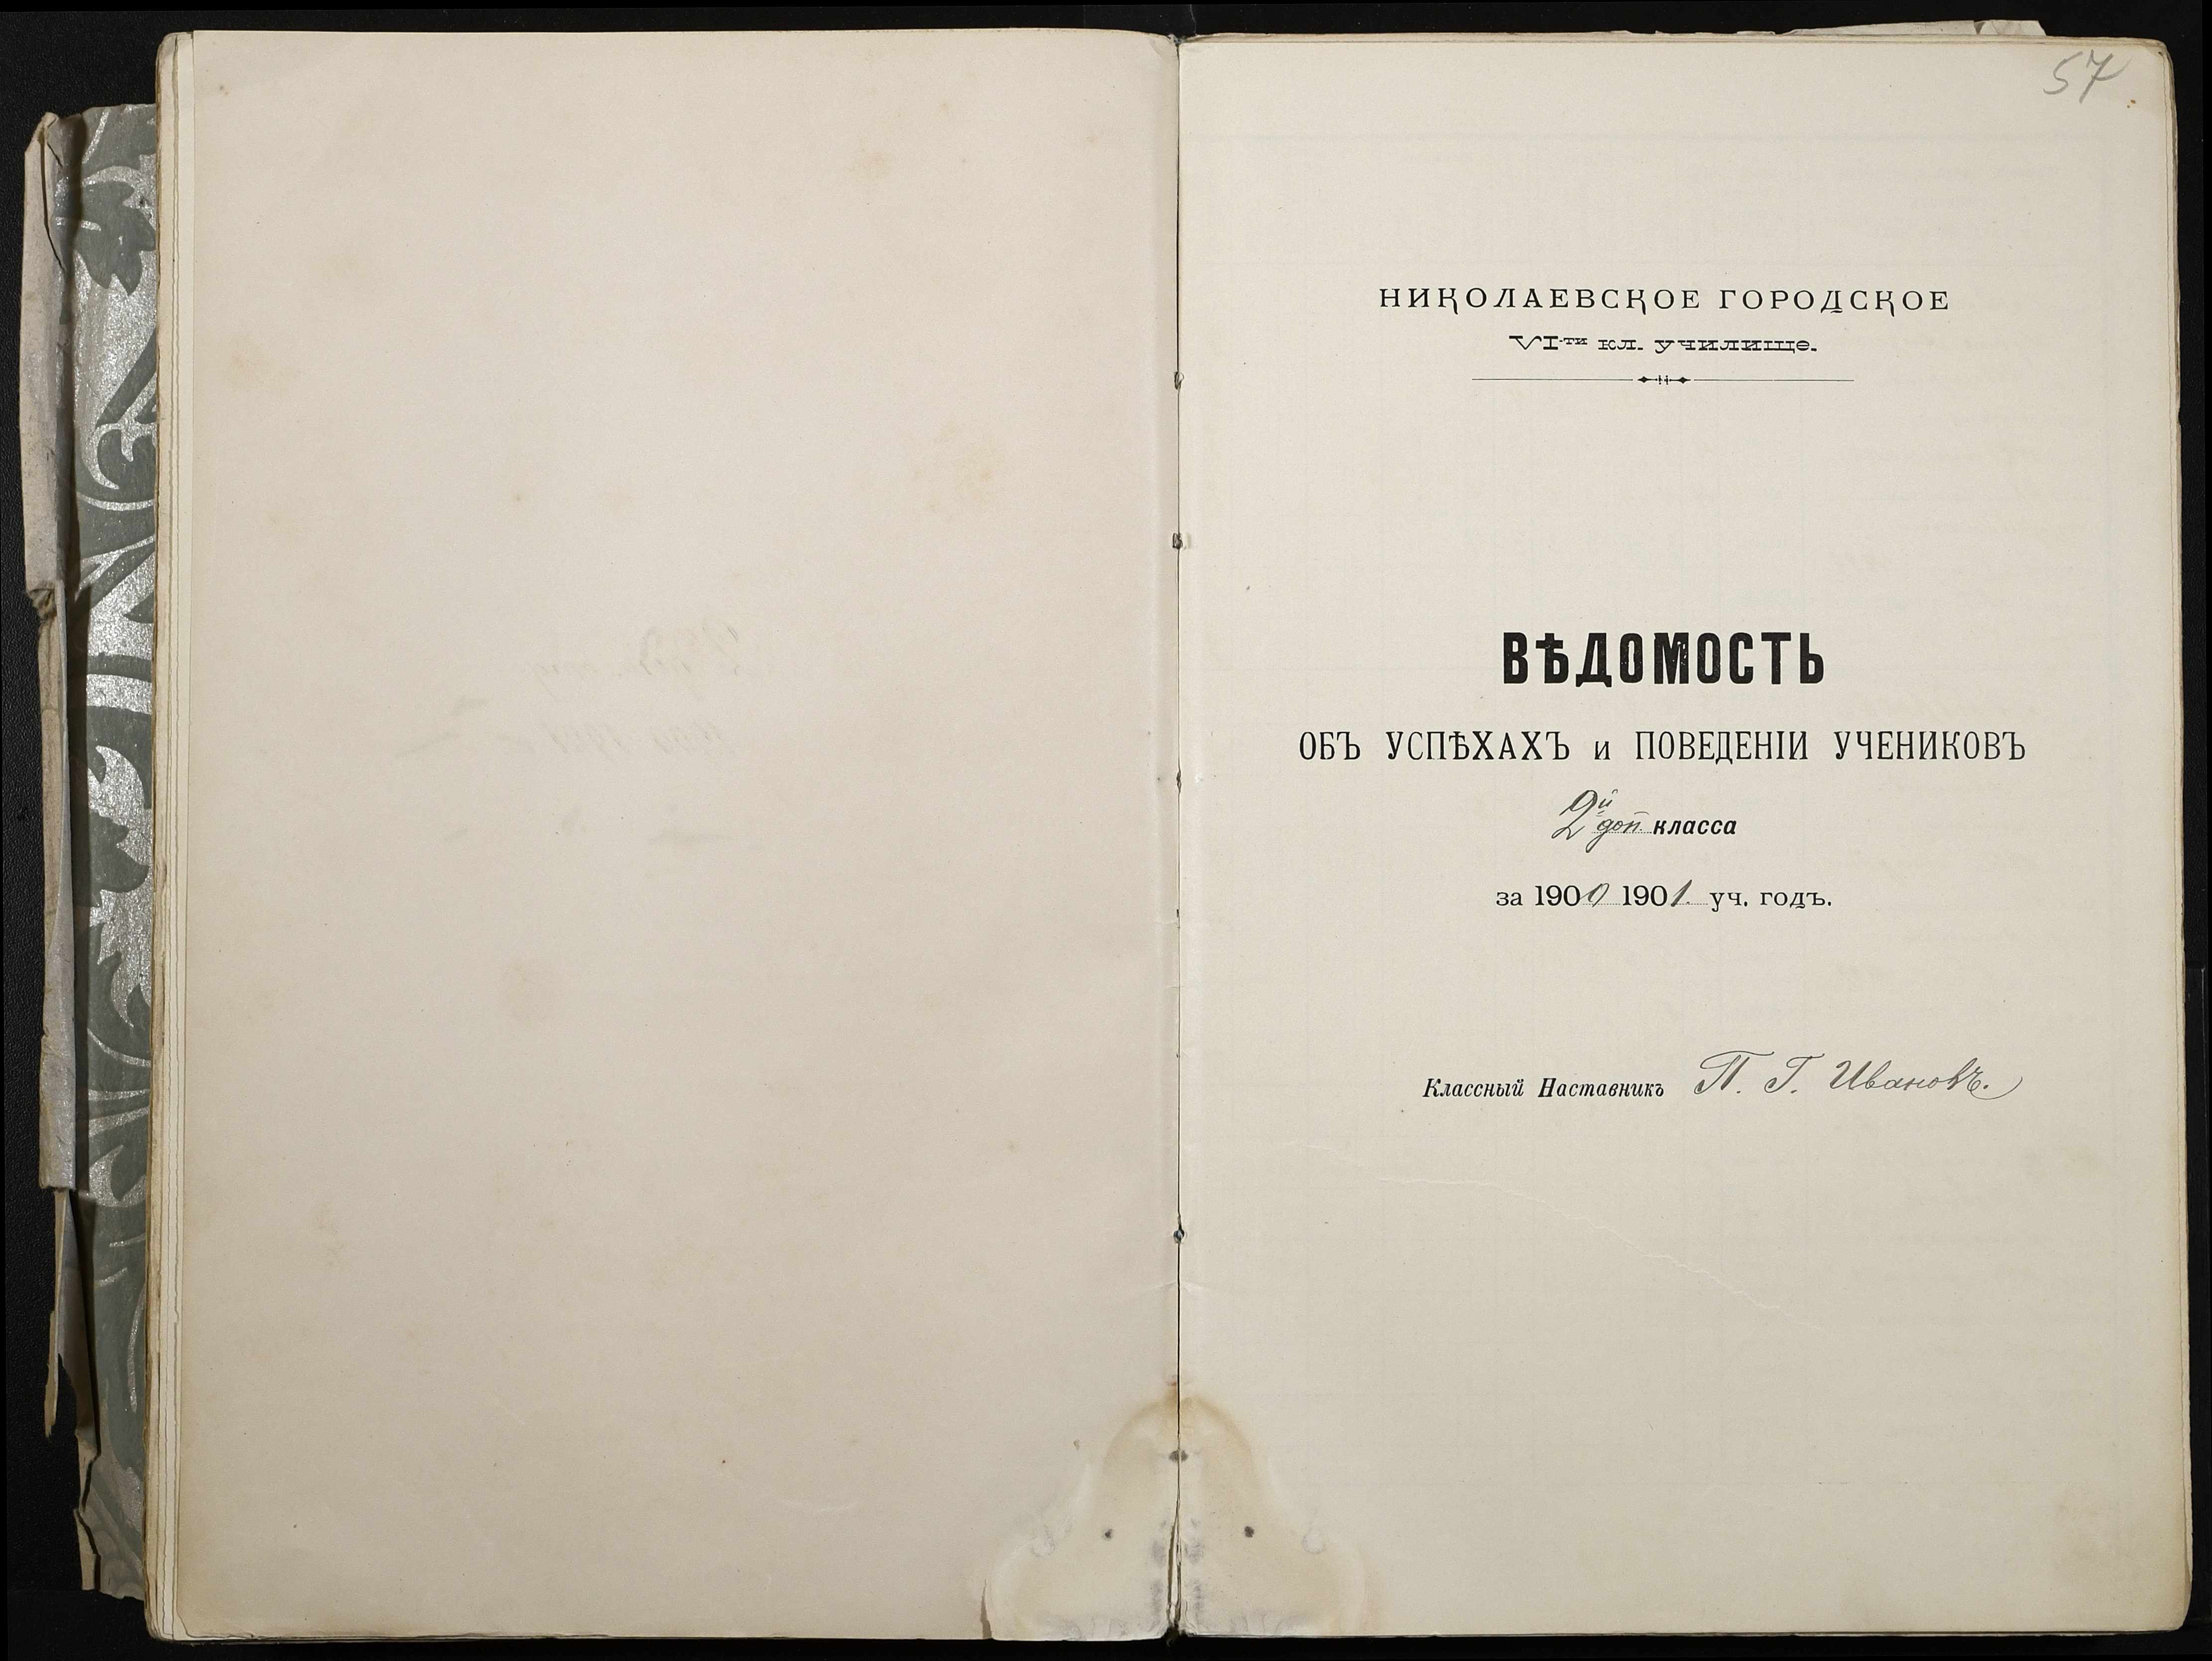 57
НИКОЛАЕВСКОЕ ГОРОДСКОЕ
VI-ти кл. училище.
ВѢДОМОСТЬ
ОБЪ УСПѢХАХЪ и ПОВЕДЕНІИ УЧЕНИКОВЪ
2й доп. класса
за 1900 1901. уч. годъ.
Классный Наставникъ П. Г. Ивановъ.